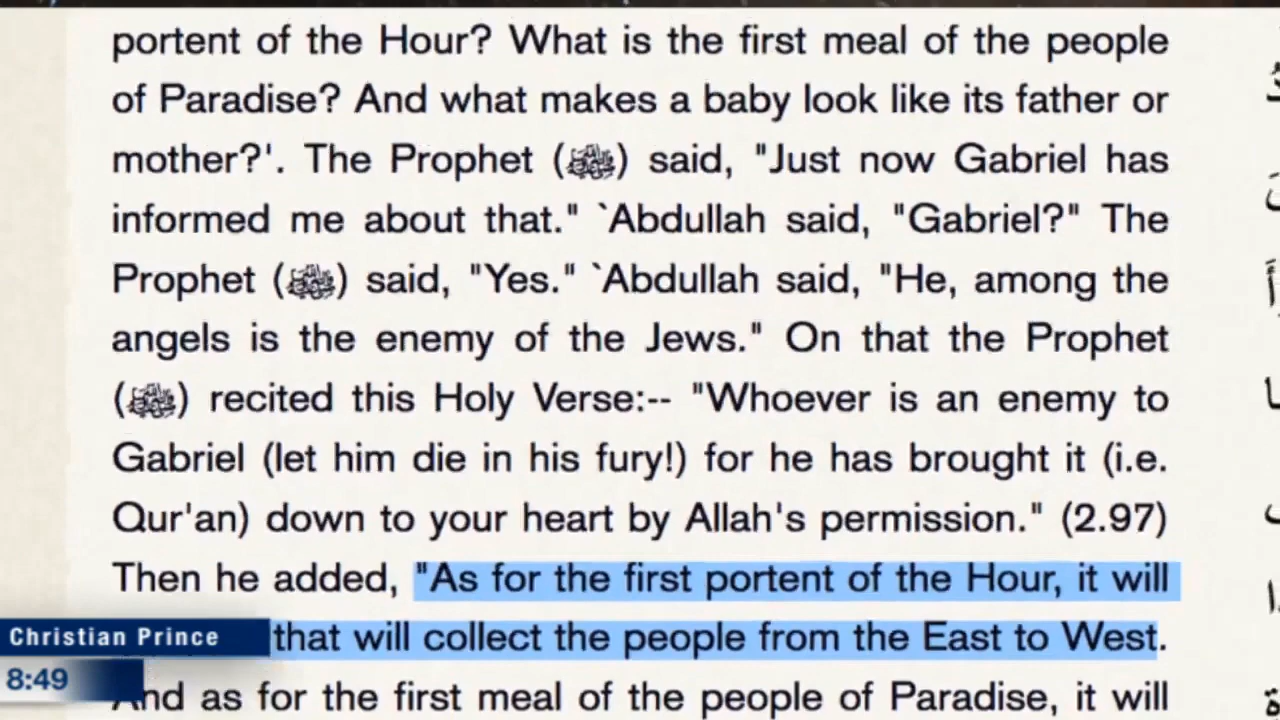 portent of the Hour? What is the first meal of the people
of Paradise? And what makes a baby look like its father or
mother?'. The Prophet (ﷺ) said, "Just now Gabriel has
informed me about that." `Abdullah said, "Gabriel?" The
Prophet (ﷺ) said, "Yes." `Abdullah said, "He, among the
angels is the enemy of the Jews." On that the Prophet
(ﷺ) recited this Holy Verse:-- "Whoever is an enemy to
Gabriel (let him die in his fury!) for he has brought it (i.e.
Qur'an) down to your heart by Allah's permission." (2.97)
Then he added, "As for the first portent of the Hour, it will
that will collect the people from the East to West.
And as for the first meal of the people of Paradise, it will
Christian Prince
8:49